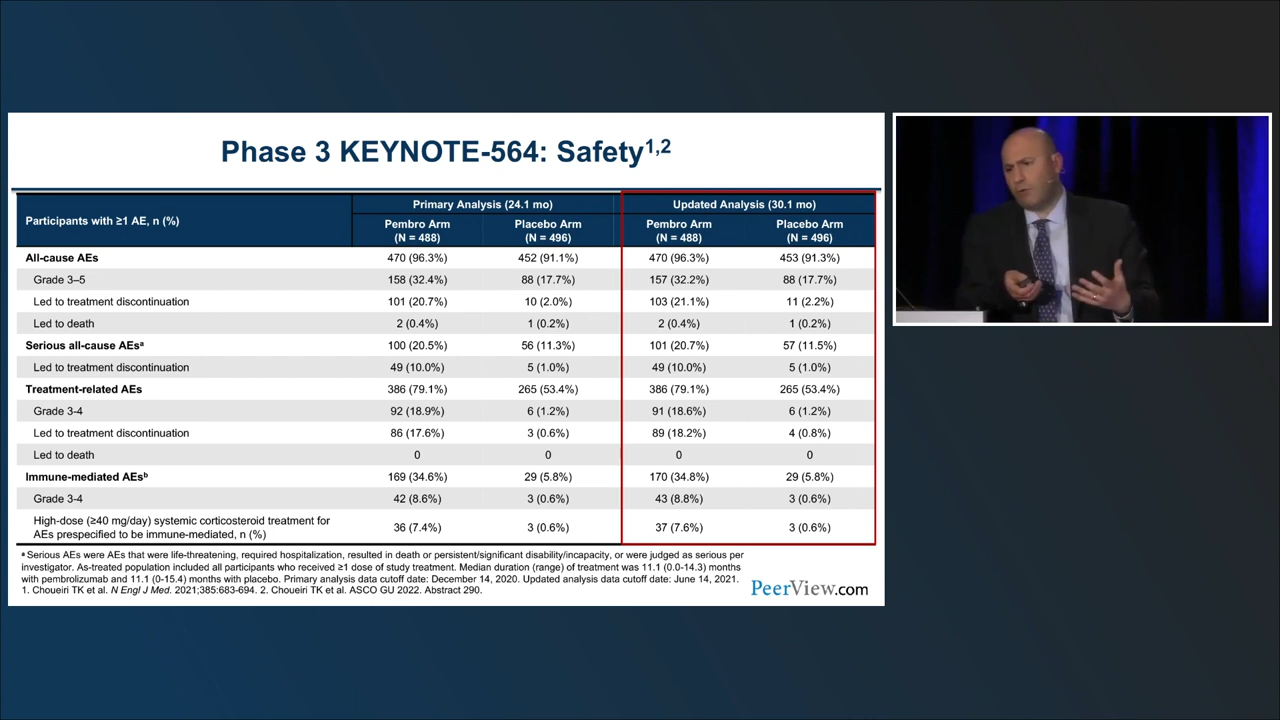 Phase 3 KEYNOTE-564: Safety1,2
Participants with ≥1 AE, n (%)
Primary Analysis (24.1 mo)
Updated Analysis (30.1 mo)
Pembro Arm (N = 488)
Placebo Arm (N = 496)
Pembro Arm (N = 488)
Placebo Arm (N = 496)
All-cause AEs 470 (96.3%) 452 (91.1%) 470 (96.3%) 453 (91.3%)
Grade 3–5 158 (32.4%) 88 (17.7%) 157 (32.2%) 88 (17.7%)
Led to treatment discontinuation 101 (20.7%) 10 (2.0%) 103 (21.1%) 11 (2.2%)
Led to death 2 (0.4%) 1 (0.2%) 2 (0.4%) 1 (0.2%)
Serious all-cause AEsa 100 (20.5%) 56 (11.3%) 101 (20.7%) 57 (11.5%)
Led to treatment discontinuation 49 (10.0%) 5 (1.0%) 49 (10.0%) 5 (1.0%)
Treatment-related AEs 386 (79.1%) 265 (53.4%) 386 (79.1%) 265 (53.4%)
Grade 3-4 92 (18.9%) 6 (1.2%) 91 (18.6%) 6 (1.2%)
Led to treatment discontinuation 86 (17.6%) 3 (0.6%) 89 (18.2%) 4 (0.8%)
Led to death 0 0 0 0
Immune-mediated AEsb 169 (34.6%) 29 (5.8%) 170 (34.8%) 29 (5.8%)
Grade 3-4 42 (8.6%) 3 (0.6%) 43 (8.8%) 3 (0.6%)
High-dose (≥40 mg/day) systemic corticosteroid treatment for
AEs prespecified to be immune-mediated, n (%) 36 (7.4%) 3 (0.6%) 37 (7.6%) 3 (0.6%)
a Serious AEs were AEs that were life-threatening, required hospitalization, resulted in death or persistent/significant disability/incapacity, or were judged as serious per
investigator. As-treated population included all participants who received ≥1 dose of study treatment. Median duration (range) of treatment was 11.1 (0.0-14.3) months
with pembrolizumab and 11.1 (0-15.4) months with placebo. Primary analysis data cutoff date: December 14, 2020. Updated analysis data cutoff date: June 14, 2021.
1. Choueiri TK et al. N Engl J Med. 2021;385:683-694. 2. Choueiri TK et al. ASCO GU 2022. Abstract 290.
PeerView.com